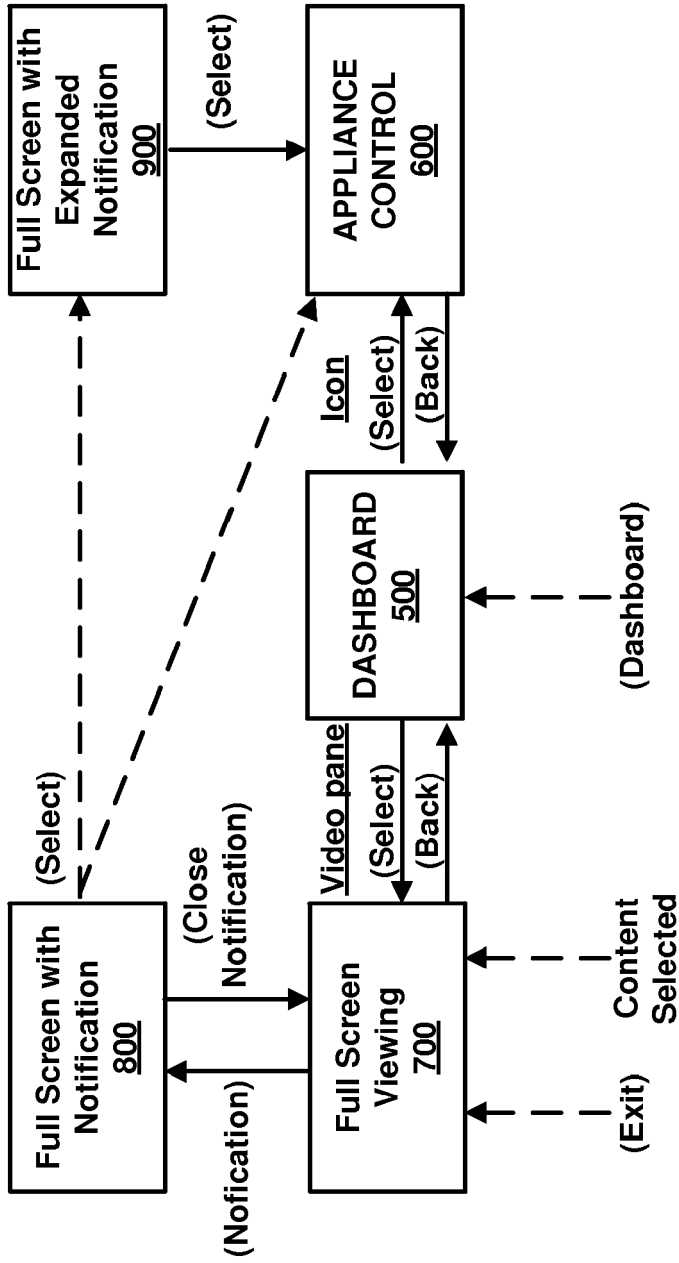 Full Screen with
Notification
800
(Select)
Full Screen with
Expanded
Notification
900
(Nofication)
(Close
Notification)
(Select)
Full Screen
Viewing
700
Video pane
(Select)
(Back)
DASHBOARD
500
Icon
(Select)
(Back)
APPLIANCE
CONTROL
600
(Exit)
Content
Selected
(Dashboard)